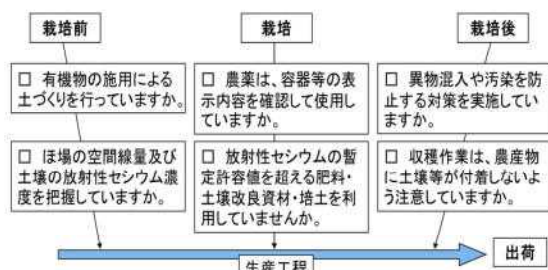 栽培前
□ 有機物の施用による
土づくりを行っていますか。
□ ほ場の空間線量及び
土壌の放射性セシウム濃
度を把握していますか。
栽培
□ 農薬は、容器等の表
示内容を確認して使用し
ていますか。
□ 放射性セシウムの暫定
許容値を超える肥料・
土壌改良資材・培土を利
用していませんか。
栽培後
□ 異物混入や汚染を防
止する対策を実施してい
ますか。
□ 収穫作業は、農産物
に土壌等が付着しないよ
う注意していますか。
出荷
生産工程